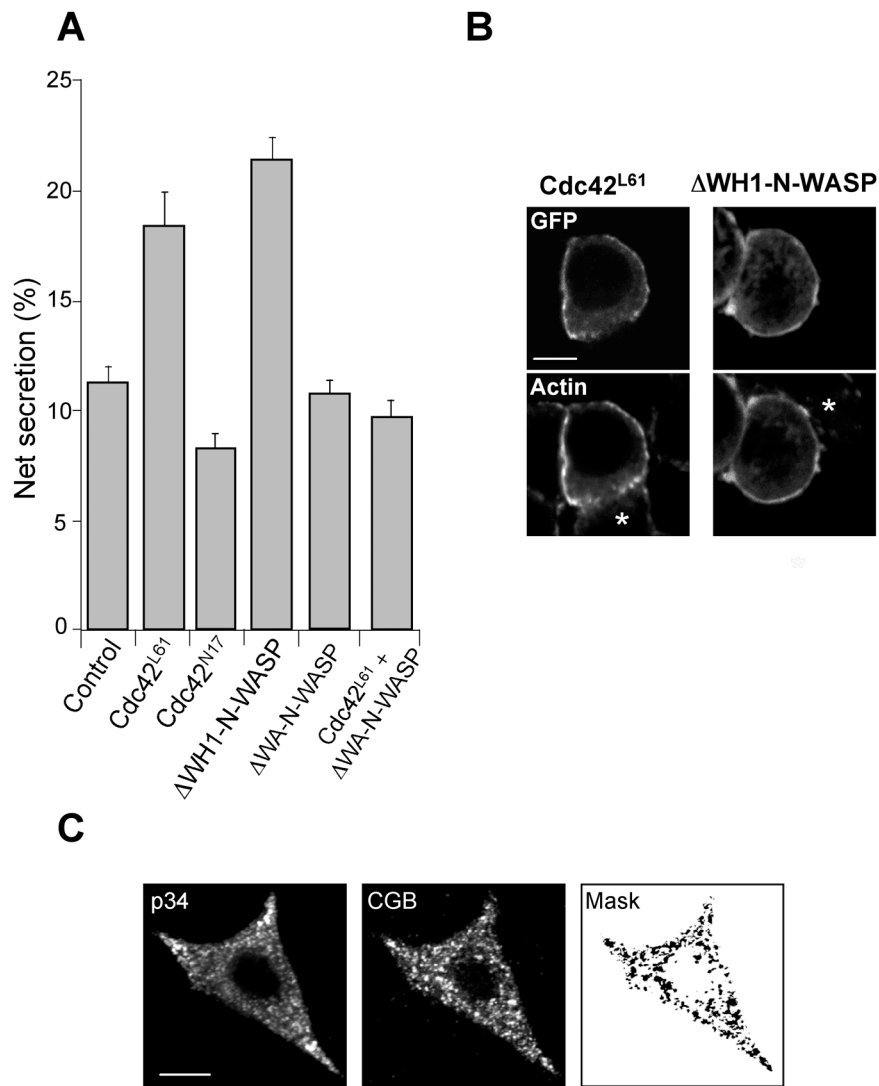 A
B
25
20
15
10
5
0
Net secretion (%)
Control
Cdc42L61
Cdc42N17
ΔWH1-N-WASP
ΔWA-N-WASP
Cdc42L61 +
ΔWA-N-WASP
Cdc42L61
ΔWH1-N-WASP
GFP
Actin
*
*
C
p34
CGB
Mask